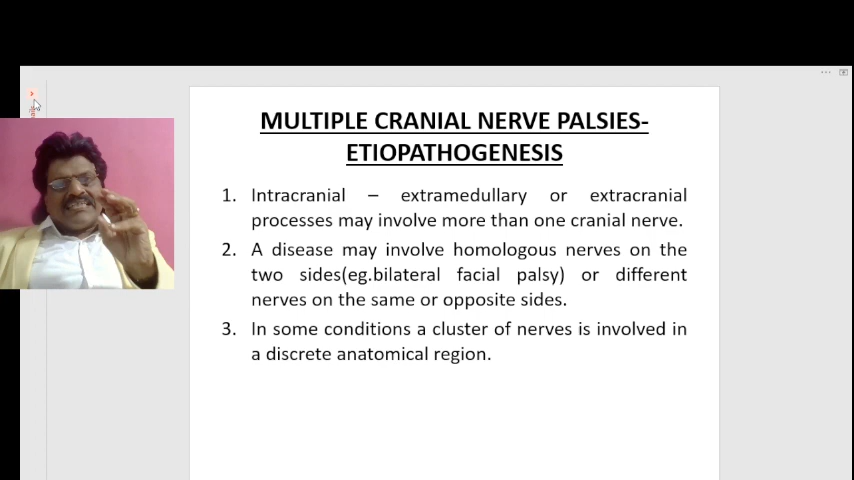 MULTIPLE CRANIAL NERVE PALSIES-
ETIOPATHOGENESIS
1. Intracranial – extramedullary or extracranial
processes may involve more than one cranial nerve.
2. A disease may involve homologous nerves on the
two sides(eg.bilateral facial palsy) or different
nerves on the same or opposite sides.
3. In some conditions a cluster of nerves is involved in
a discrete anatomical region.